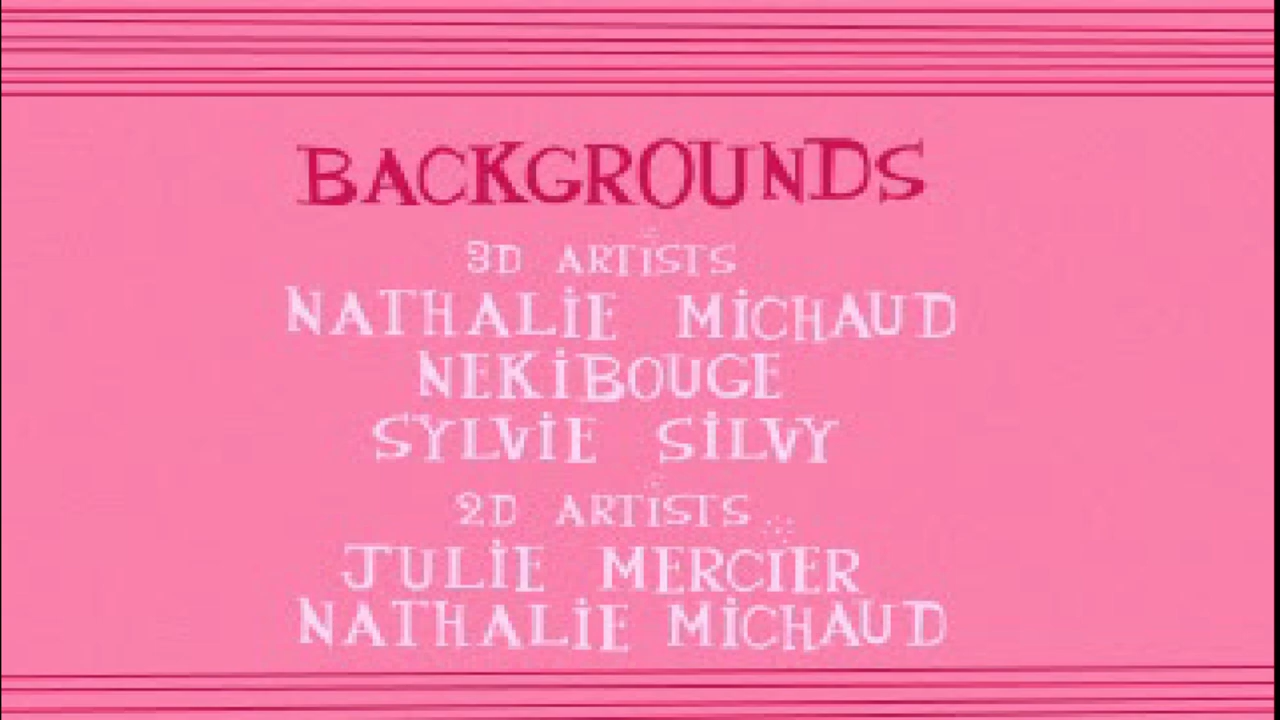 BACKGROUNDS
3D ARTiSTS
NATHALiE MiCHAUD
NEKiBOUGE
SYLViE SiLVY
2D ARTiSTS
JULiE MERCiER
NATHALiE MiCHAUD